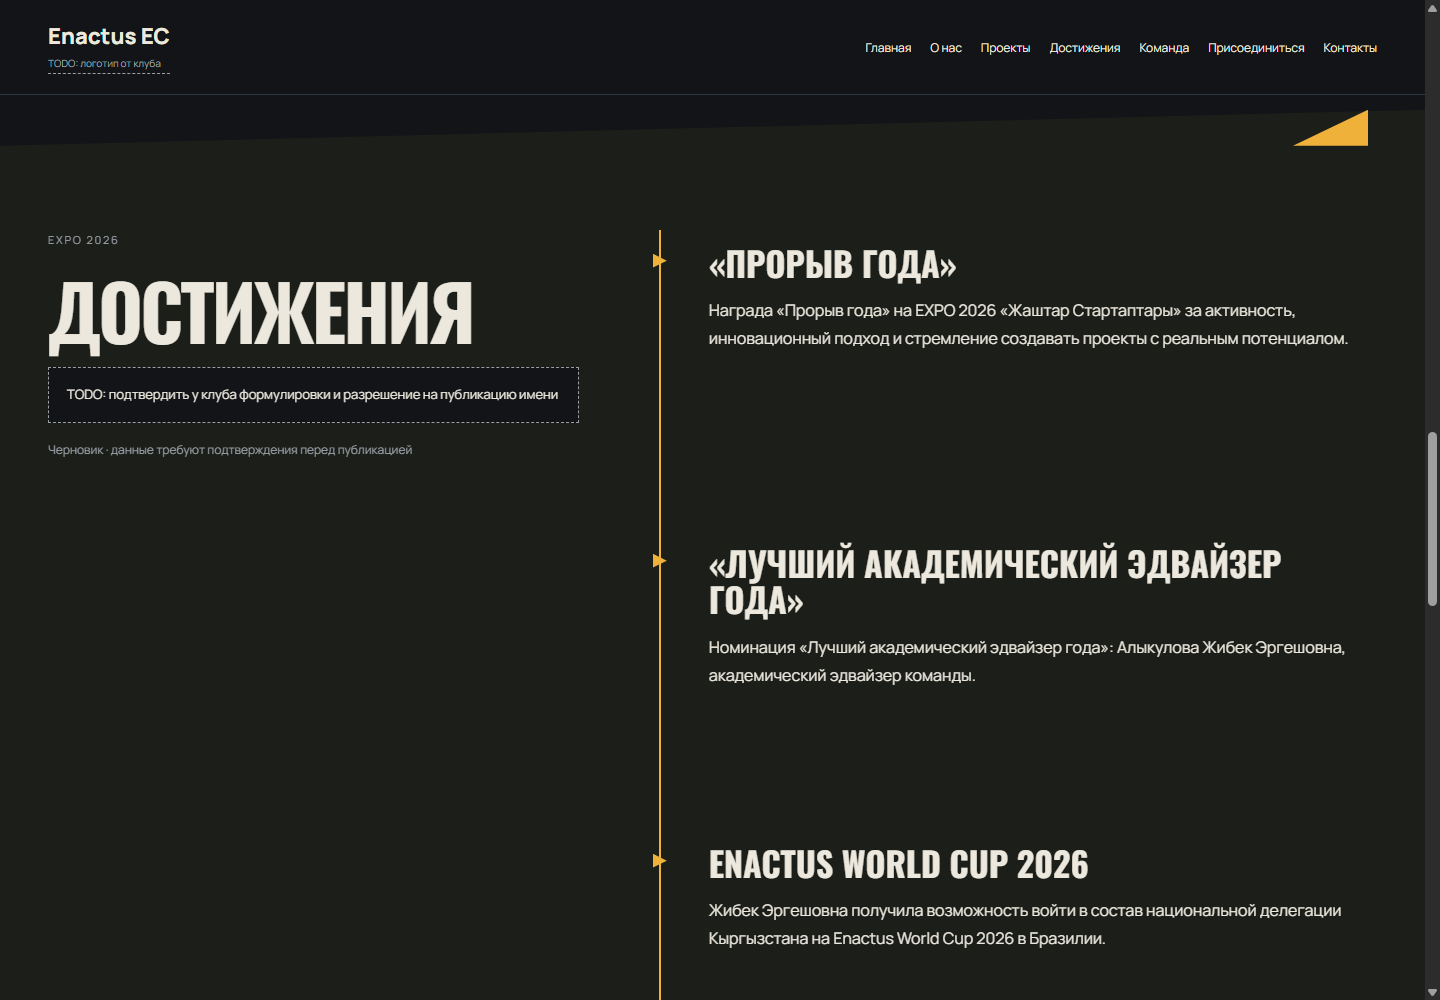 Enactus EC
TODO: логотип от клуба
Главная О нас Проекты Достижения Команда Присоединиться Контакты
EXPO 2026
ДОСТИЖЕНИЯ
TODO: подтвердить у клуба формулировки и разрешение на публикацию имени
Черновик · данные требуют подтверждения перед публикацией
«ПРОРЫВ ГОДА»
Награда «Прорыв года» на EXPO 2026 «Жаштар Стартаптары» за активность,
инновационный подход и стремление создавать проекты с реальным потенциалом.
«ЛУЧШИЙ АКАДЕМИЧЕСКИЙ ЭДВАЙЗЕР
ГОДА»
Номинация «Лучший академический эдвайзер года»: Алыкулова Жибек Эргешовна,
академический эдвайзер команды.
ENACTUS WORLD CUP 2026
Жибек Эргешовна получила возможность войти в состав национальной делегации
Кыргызстана на Enactus World Cup 2026 в Бразилии.